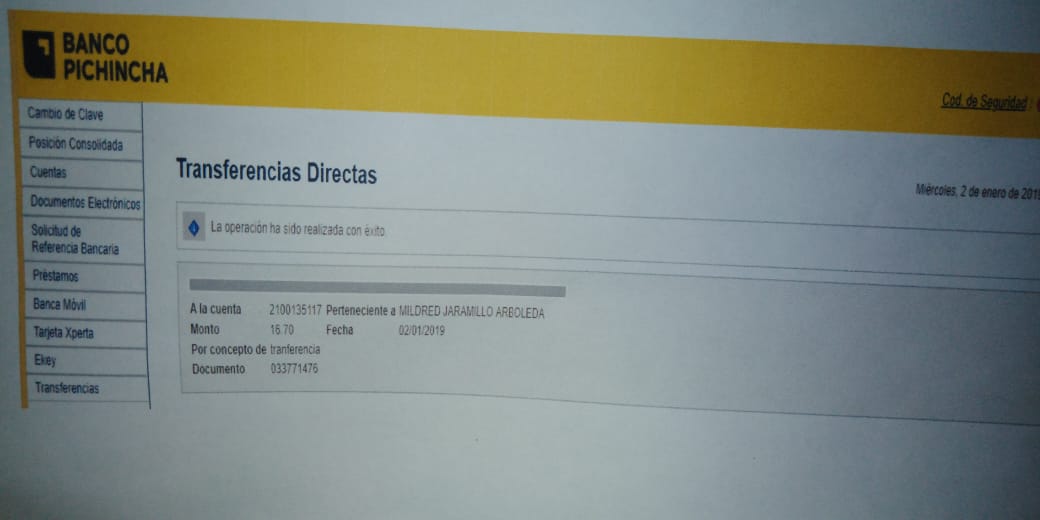 BANCO
PICHINCHA
Cod. de Seguridad
Cambio de Clave
Posición Consolidada
Cuentas
Documentos Electrónicos
Solicitud de
Referencia Bancaria
Préstamos
Banca Móvil
Tarjeta Xperta
Ekey
Transferencias
Transferencias Directas
Miércoles, 2 de enero de
La operación ha sido realizada con éxito.
A la cuenta 2100135117 Perteneciente a MILDRED JARAMILLO ARBOLEDA
Monto 16.70 Fecha 02/01/2019
Por concepto de tranferencia
Documento 033771476